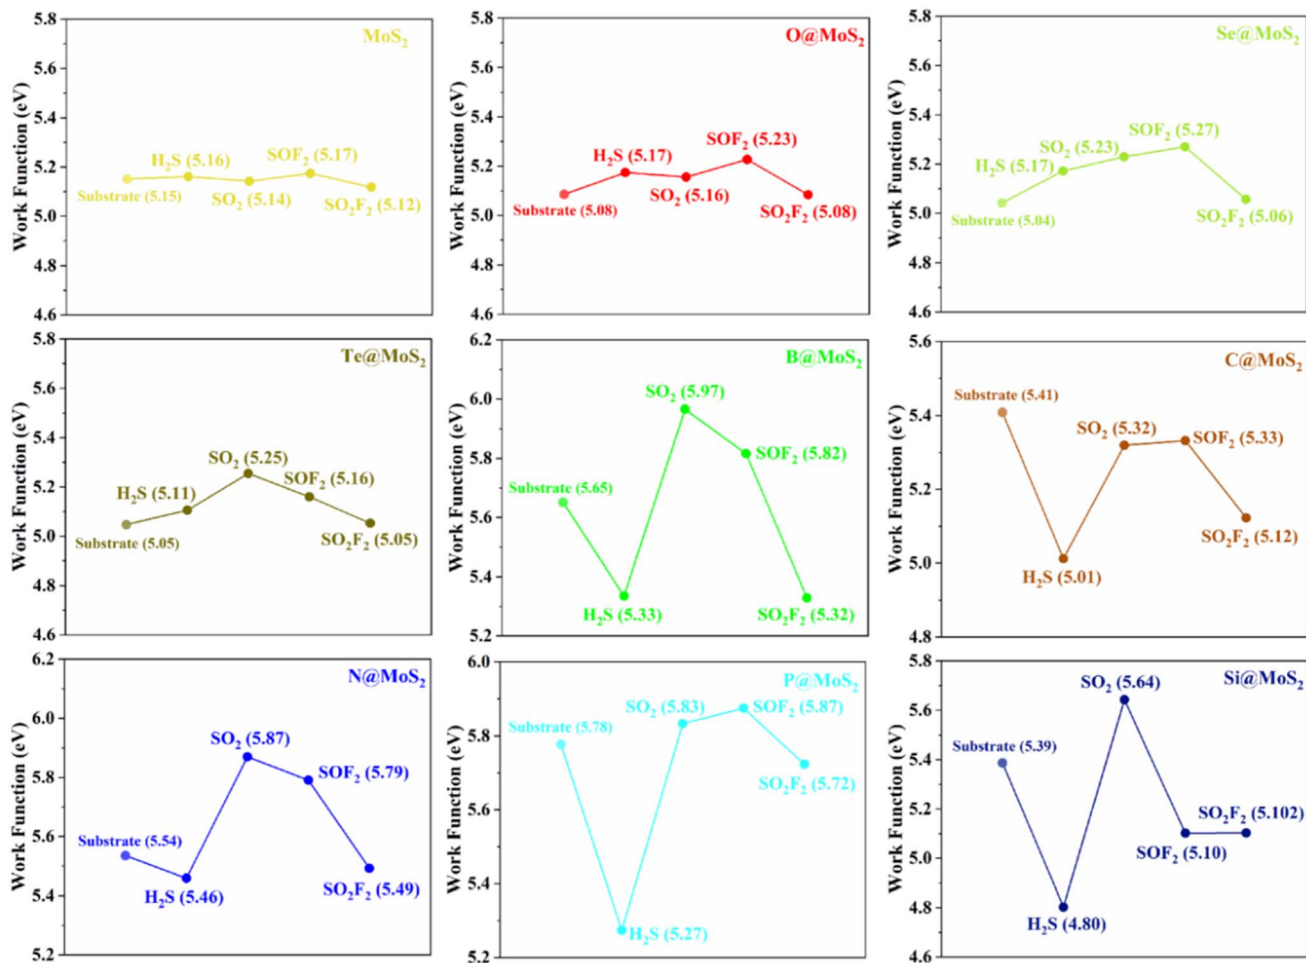 MoS₂
Work Function (eV)
5.8
5.6
5.4
5.2
5.0
4.8
4.6
Substrate (5.15)
H₂S (5.16)
SO₂ (5.14)
SOF₂ (5.17)
SO₂F₂ (5.12)
O@MoS₂
Work Function (eV)
5.8
5.6
5.4
5.2
5.0
4.8
4.6
Substrate (5.08)
H₂S (5.17)
SO₂ (5.16)
SOF₂ (5.23)
SO₂F₂ (5.08)
Se@MoS₂
Work Function (eV)
5.8
5.6
5.4
5.2
5.0
4.8
4.6
Substrate (5.04)
H₂S (5.17)
SO₂ (5.23)
SOF₂ (5.27)
SO₂F₂ (5.06)
Te@MoS₂
Work Function (eV)
5.8
5.6
5.4
5.2
5.0
4.8
4.6
Substrate (5.05)
H₂S (5.11)
SO₂ (5.25)
SOF₂ (5.16)
SO₂F₂ (5.05)
B@MoS₂
Work Function (eV)
6.2
6.0
5.8
5.6
5.4
5.2
Substrate (5.65)
H₂S (5.33)
SO₂ (5.97)
SOF₂ (5.82)
SO₂F₂ (5.32)
C@MoS₂
Work Function (eV)
5.6
5.4
5.2
5.0
4.8
Substrate (5.41)
H₂S (5.01)
SO₂ (5.32)
SOF₂ (5.33)
SO₂F₂ (5.12)
N@MoS₂
Work Function (eV)
6.2
6.0
5.8
5.6
5.4
5.2
Substrate (5.54)
H₂S (5.46)
SO₂ (5.87)
SOF₂ (5.79)
SO₂F₂ (5.49)
P@MoS₂
Work Function (eV)
6.0
5.8
5.6
5.4
5.2
Substrate (5.78)
H₂S (5.27)
SO₂ (5.83)
SOF₂ (5.87)
SO₂F₂ (5.72)
Si@MoS₂
Work Function (eV)
5.8
5.6
5.4
5.2
5.0
4.8
4.6
Substrate (5.39)
H₂S (4.80)
SO₂ (5.64)
SOF₂ (5.10)
SO₂F₂ (5.102)